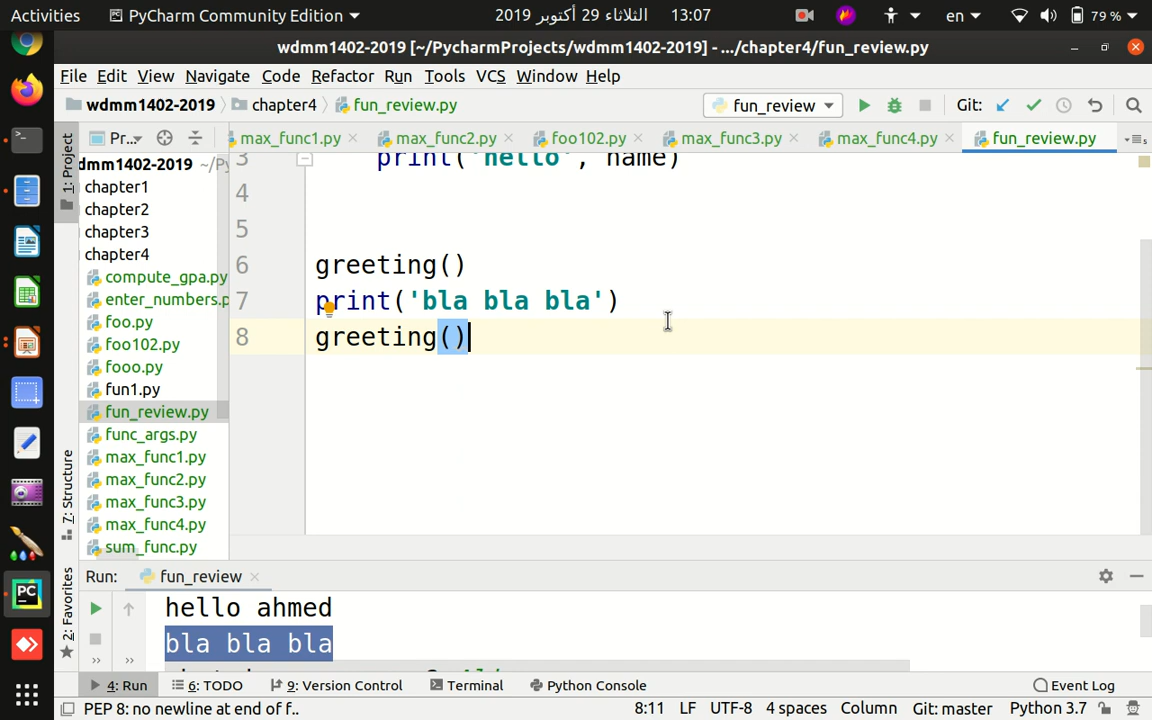 Activities PyCharm Community Edition الثلاثاء 29 أكتوبر 2019 13:07 en 79 %
wdmm1402-2019 [~/PycharmProjects/wdmm1402-2019] - .../chapter4/fun_review.py
File Edit View Navigate Code Refactor Run Tools VCS Window Help
wdmm1402-2019 chapter4 fun_review.py fun_review Git:
1: Project Pr... max_func1.py max_func2.py foo102.py max_func3.py max_func4.py fun_review.py
dmm1402-2019 ~/Py
chapter1
chapter2
chapter3
chapter4
compute_gpa.py
enter_numbers.p
foo.py
foo102.py
fooo.py
fun1.py
fun_review.py
func_args.py
max_func1.py
max_func2.py
max_func3.py
max_func4.py
sum_func.py
3 print('hello', name)
4
5
6 greeting()
7 print('bla bla bla')
8 greeting()
7: Structure
2: Favorites
Run: fun_review
hello ahmed
bla bla bla
4: Run 6: TODO 9: Version Control Terminal Python Console Event Log
PEP 8: no newline at end of f.. 8:11 LF UTF-8 4 spaces Column Git: master Python 3.7